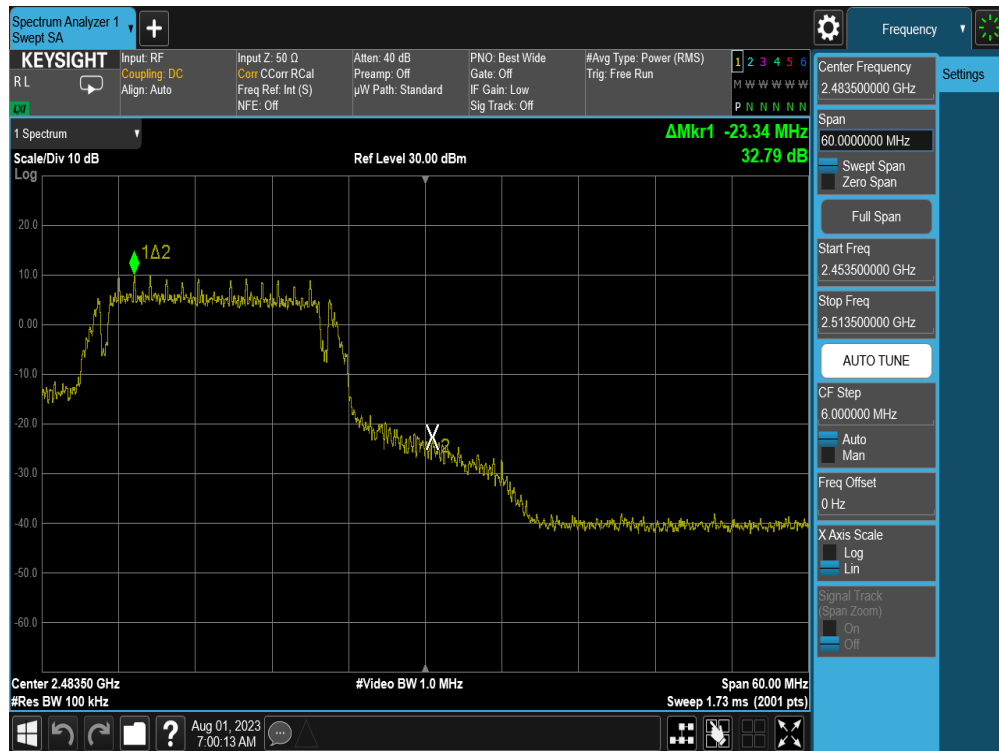 Spectrum Analyzer 1
Swept SA
Frequency
KEYSIGHT
R L
LXI
Input: RF
Coupling: DC
Align: Auto
Input Z: 50 Ω
Corr CCorr RCal
Freq Ref: Int (S)
NFE: Off
Atten: 40 dB
Preamp: Off
µW Path: Standard
PNO: Best Wide
Gate: Off
IF Gain: Low
Sig Track: Off
#Avg Type: Power (RMS)
Trig: Free Run
1 2 3 4 5 6
M W W W W W
P N N N N N
1 Spectrum
Scale/Div 10 dB
Log
Ref Level 30.00 dBm
ΔMkr1 -23.34 MHz
32.79 dB
20.0
10.0
0.00
-10.0
-20.0
-30.0
-40.0
-50.0
-60.0
1Δ2
2
Center 2.48350 GHz
#Res BW 100 kHz
#Video BW 1.0 MHz
Span 60.00 MHz
Sweep 1.73 ms (2001 pts)
Aug 01, 2023
7:00:13 AM
Center Frequency
2.483500000 GHz
Settings
Span
60.0000000 MHz
Swept Span
Zero Span
Full Span
Start Freq
2.453500000 GHz
Stop Freq
2.513500000 GHz
AUTO TUNE
CF Step
6.000000 MHz
Auto
Man
Freq Offset
0 Hz
X Axis Scale
Log
Lin
Signal Track
(Span Zoom)
On
Off